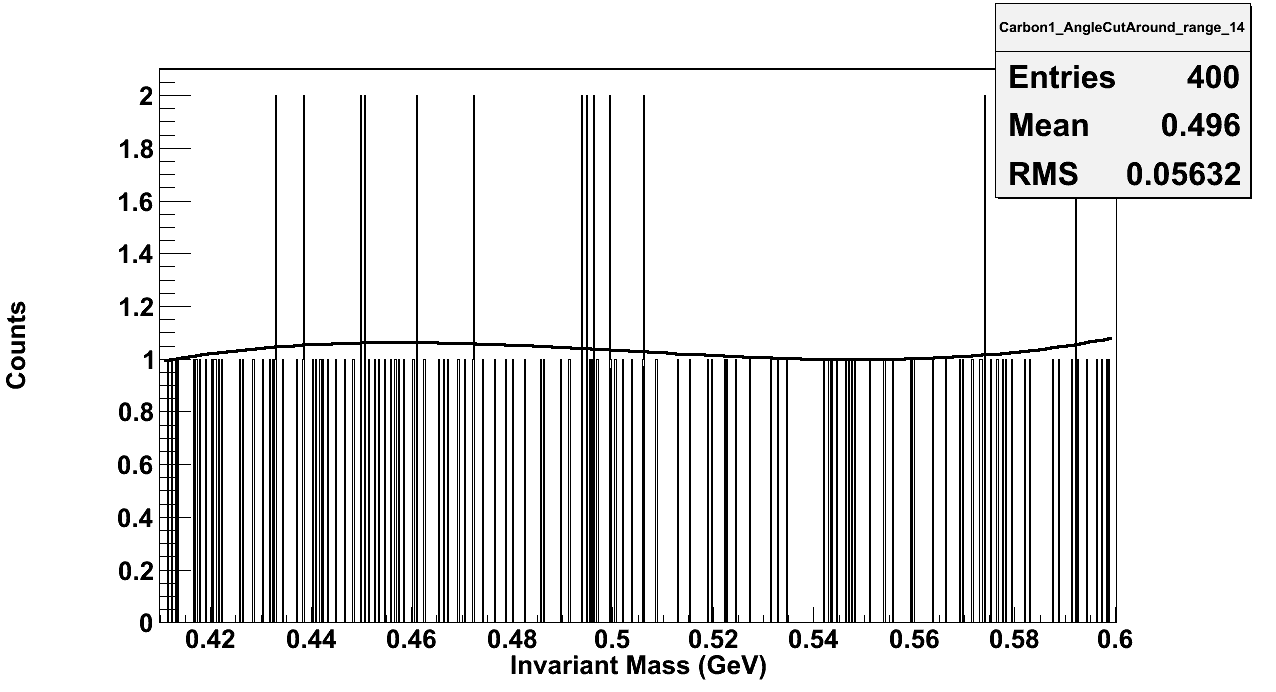 Carbon1_AngleCutAround_range_14
Entries 400
Mean 0.496
RMS 0.05632
Counts
2
1.8
1.6
1.4
1.2
1
0.8
0.6
0.4
0.2
0
0.42 0.44 0.46 0.48 0.5 0.52 0.54 0.56 0.58 0.6
Invariant Mass (GeV)